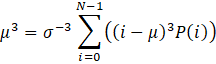 μ³ = σ⁻³ ∑_{i=0}^{N−1} ((i − μ)³P(i))